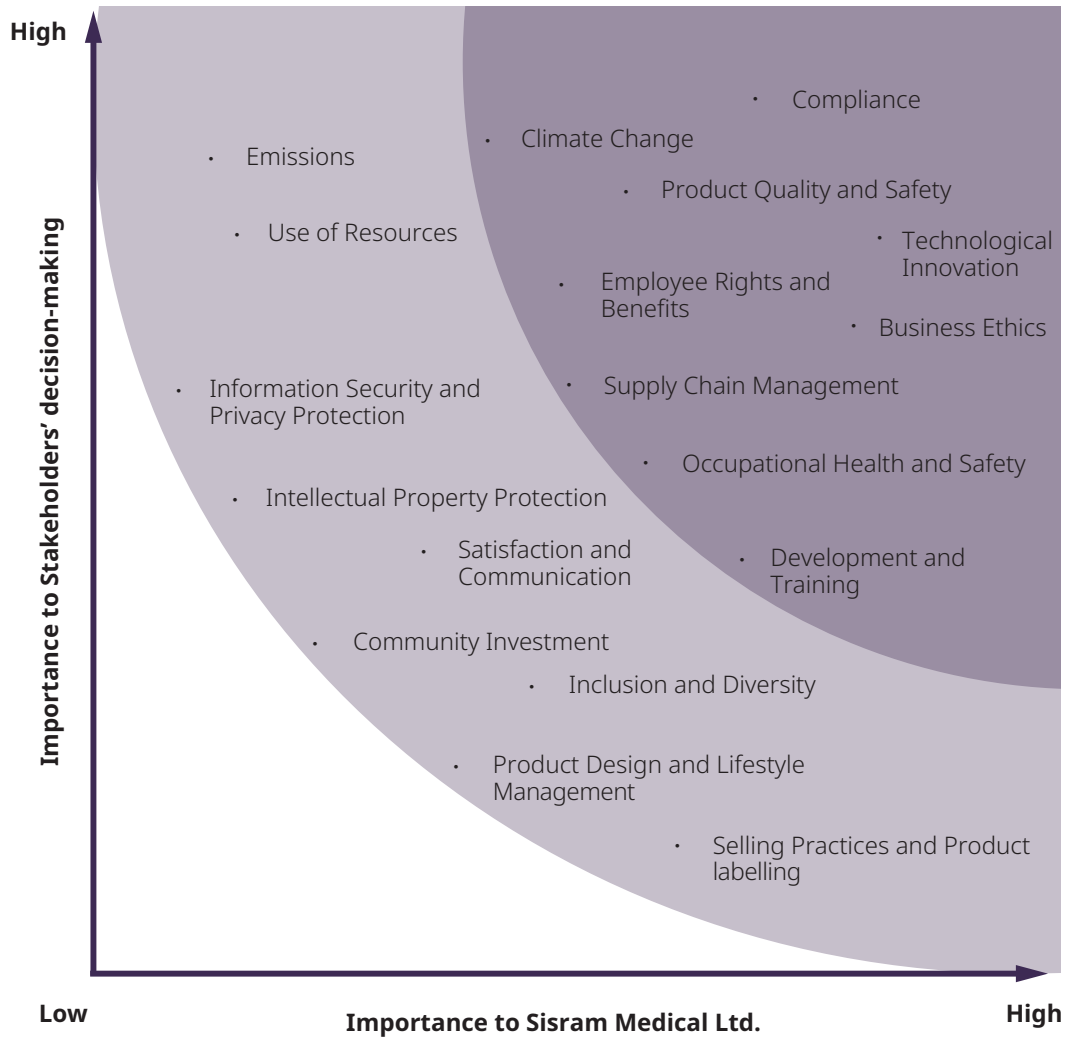 High
Compliance
Climate Change
Emissions
Product Quality and Safety
Use of Resources
Technological
Innovation
Employee Rights and
Benefits
Business Ethics
Supply Chain Management
Information Security and
Privacy Protection
Occupational Health and Safety
Intellectual Property Protection
Satisfaction and
Communication
Development and
Training
Community Investment
Inclusion and Diversity
Product Design and Lifestyle
Management
Selling Practices and Product
labelling
Importance to Stakeholders’ decision-making
Low
Importance to Sisram Medical Ltd.
High